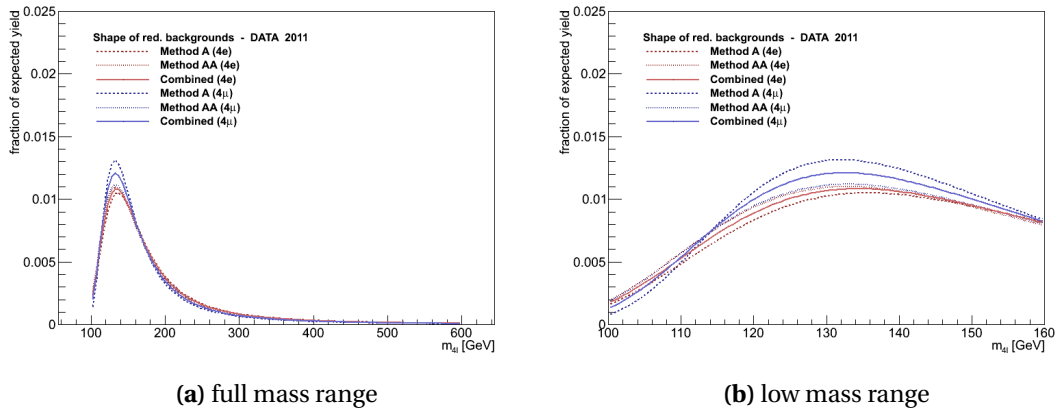 fraction of expected yield
0.025
0.02
0.015
0.01
0.005
0
Shape of red. backgrounds - DATA 2011
Method A (4e)
Method AA (4e)
Combined (4e)
Method A (4μ)
Method AA (4μ)
Combined (4μ)
100 200 300 400 500 600
m4l [GeV]
(a) full mass range
fraction of expected yield
0.025
0.02
0.015
0.01
0.005
0
Shape of red. backgrounds - DATA 2011
Method A (4e)
Method AA (4e)
Combined (4e)
Method A (4μ)
Method AA (4μ)
Combined (4μ)
100 110 120 130 140 150 160
m4l [GeV]
(b) low mass range